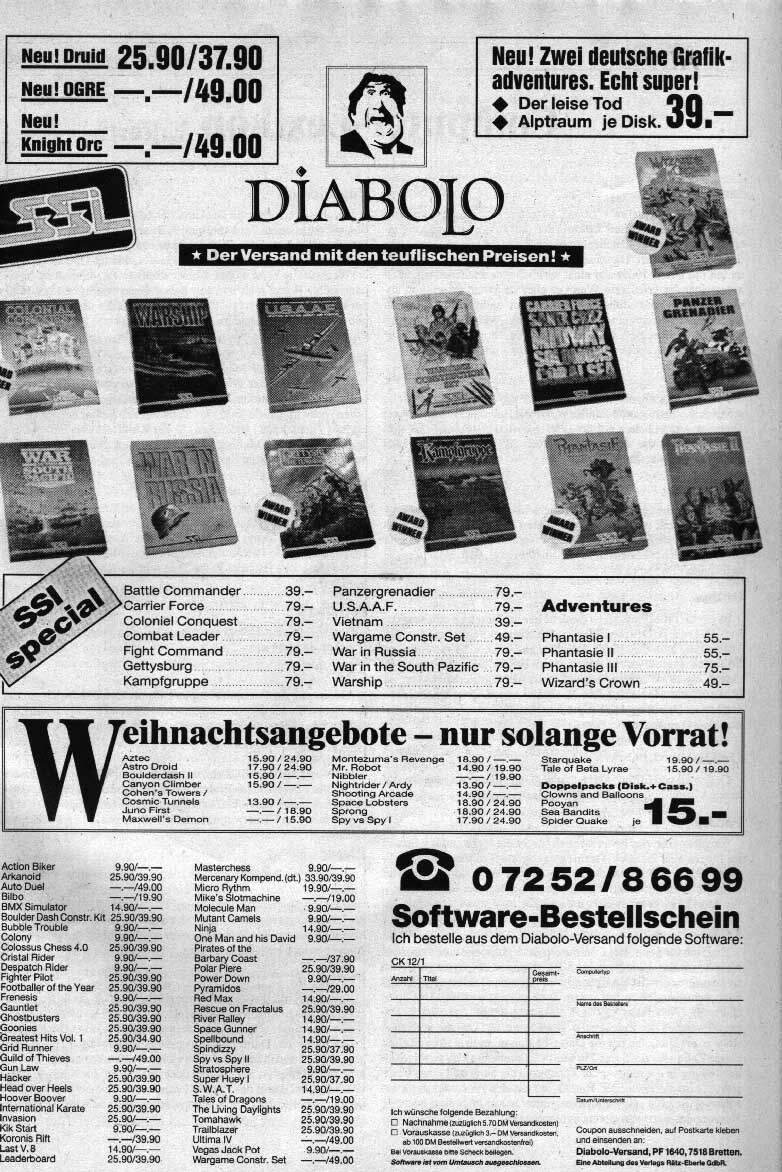 Neu! Druid 25.90/37.90
Neu! OGRE —.—/49.00
Neu!
Knight Orc —.—/49.00
Neu! Zwei deutsche Grafik-
adventures. Echt super!
◆ Der leise Tod
◆ Alptraum je Disk. 39.–
SSI
DIABOLO
★ Der Versand mit den teuflischen Preisen! ★
WIZARD'S
AWARD
WINNER
COLONIAL
WARSHIP
U.S.A.A.F.
WARGAME
CONSTRUCTION
SET
CARRIER FORCE
MIDWAY
PANZER
GRENADIER
WAR
SOUTH
PACIFIC
WAR IN
RUSSIA
AWARD
WINNER
Kampfgruppe
AWARD
WINNER
PHANTASIE
AWARD
WINNER
PHANTASIE II
SSI
special
Battle Commander 39.–
Carrier Force 79.–
Coloniel Conquest 79.–
Combat Leader 79.–
Fight Command 79.–
Gettysburg 79.–
Kampfgruppe 79.–
Panzergrenadier 79.–
U.S.A.A.F. 79.–
Vietnam 39.–
Wargame Constr. Set 49.–
War in Russia 79.–
War in the South Pacific 79.–
Warship 79.–
Adventures
Phantasie I 55.–
Phantasie II 55.–
Phantasie III 75.–
Wizard's Crown 49.–
Weihnachtsangebote – nur solange Vorrat!
Aztec 15.90 / 24.90
Astro Droid 17.90 / 24.90
Boulderdash II 15.90 / —.—
Canyon Climber 15.90 / —.—
Cohen's Towers /
Cosmic Tunnels 13.90 / —.—
Juno First —.— / 18.90
Maxwell's Demon —.— / 15.90
Montezuma's Revenge 18.90 / —.—
Mr. Robot 14.90 / 19.90
Nibbler —.— / 19.90
Nightrider / Ardy 13.90 / —.—
Shooting Arcade 14.90 / —.—
Space Lobsters 18.90 / 24.90
Sprong 18.90 / 24.90
Spy vs Spy I 17.90 / 24.90
Starquake 19.90 / —.—
Tale of Beta Lyrae 15.90 / 19.90
Doppelpacks (Disk.+ Cass.)
Clowns and Balloons
Pooyan
Sea Bandits
Spider Quake je 15.-
Action Biker 9.90/—.—
Arkanoid 25.90/39.90
Auto Duel —.—/49.00
Bilbo —.—/19.90
BMX Simulator 14.90/—.—
Boulder Dash Constr. Kit 25.90/39.90
Bubble Trouble 9.90/—.—
Colony 9.90/—.—
Colossus Chess 4.0 25.90/39.90
Cristal Rider 9.90/—.—
Despatch Rider 9.90/—.—
Fighter Pilot 25.90/39.90
Footballer of the Year 25.90/39.90
Frenesis 9.90/—.—
Gauntlet 25.90/39.90
Ghostbusters 25.90/39.90
Goonies 25.90/39.90
Greatest Hits Vol. 1 25.90/34.90
Grid Runner 9.90/—.—
Guild of Thieves —.—/49.00
Gun Law 9.90/—.—
Hacker 25.90/39.90
Head over Heels 25.90/39.90
Hoover Boover 9.90/—.—
International Karate 25.90/39.90
Invasion 25.90/39.90
Kik Start 9.90/—.—
Koronis Rift —.—/39.90
Last V.8 14.90/—.—
Leaderboard 25.90/39.90
Masterchess 9.90/—.—
Mercenary Kompend. (dt.) 33.90/39.90
Micro Rythm 19.90/—.—
Mike's Slotmachine —.—/19.00
Molecule Man 9.90/—.—
Mutant Camels 9.90/—.—
Ninja 14.90/—.—
One Man and his David 9.90/—.—
Pirates of the
Barbary Coast —.—/37.90
Polar Piere 25.90/39.90
Power Down 9.90/—.—
Pyramidos —.—/29.00
Red Max 14.90/—.—
Rescue on Fractalus 25.90/39.90
River Ralley 14.90/—.—
Space Gunner 14.90/—.—
Spellbound 14.90/—.—
Spindizzy 25.90/39.90
Spy vs Spy II 25.90/39.90
Stratosphere 9.90/—.—
Super Huey I 25.90/37.90
S.W.A.T. 14.90/—.—
Tales of Dragons —.—/19.00
The Living Daylights 25.90/39.90
Tomahawk 25.90/39.90
Trailblazer 25.90/39.90
Ultima IV —.—/49.00
Vegas Jack Pot 9.90/—.—
Wargame Constr. Set —.—/49.00
☎ 0 72 52 / 8 66 99
Software-Bestellschein
Ich bestelle aus dem Diabolo-Versand folgende Software:
CK 12/1
Anzahl Titel Gesamt-
preis
Computertyp
Name des Bestellers
Anschrift
PLZ/Ort
Datum/Unterschrift
Ich wünsche folgende Bezahlung:
□ Nachnahme (zuzüglich 5.70 DM Versandkosten)
□ Vorauskasse (zuzüglich 3.– DM Versandkosten,
ab 100 DM Bestellwert versandkostenfrei)
Bei Vorauskasse bitte Scheck beilegen.
Software ist vom Umtausch ausgeschlossen.
Coupon ausschneiden, auf Postkarte kleben
und einsenden an:
Diabolo-Versand, PF 1640, 7518 Bretten.
Eine Abteilung des Verlages Rätz-Eberle GdbR.